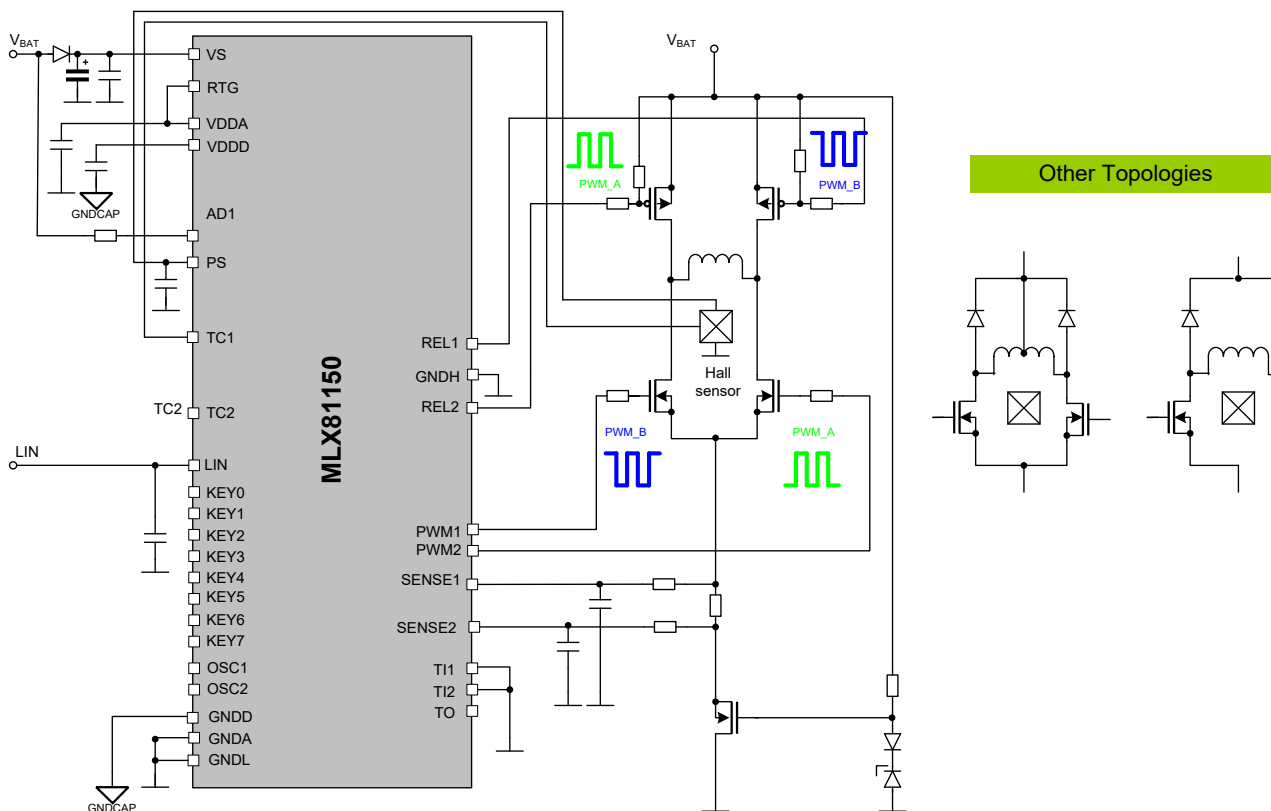 VBAT
VS
RTG
VDDA
VDDD
GNDCAP
AD1
PS
TC1
TC2
TC2
LIN
LIN
KEY0
KEY1
KEY2
KEY3
KEY4
KEY5
KEY6
KEY7
OSC1
OSC2
GNDD
GNDA
GNDL
GNDCAP
MLX81150
REL1
GNDH
REL2
PWM1
PWM2
SENSE1
SENSE2
TI1
TI2
TO
VBAT
PWM_A
PWM_B
Hall
sensor
PWM_B
PWM_A
Other Topologies